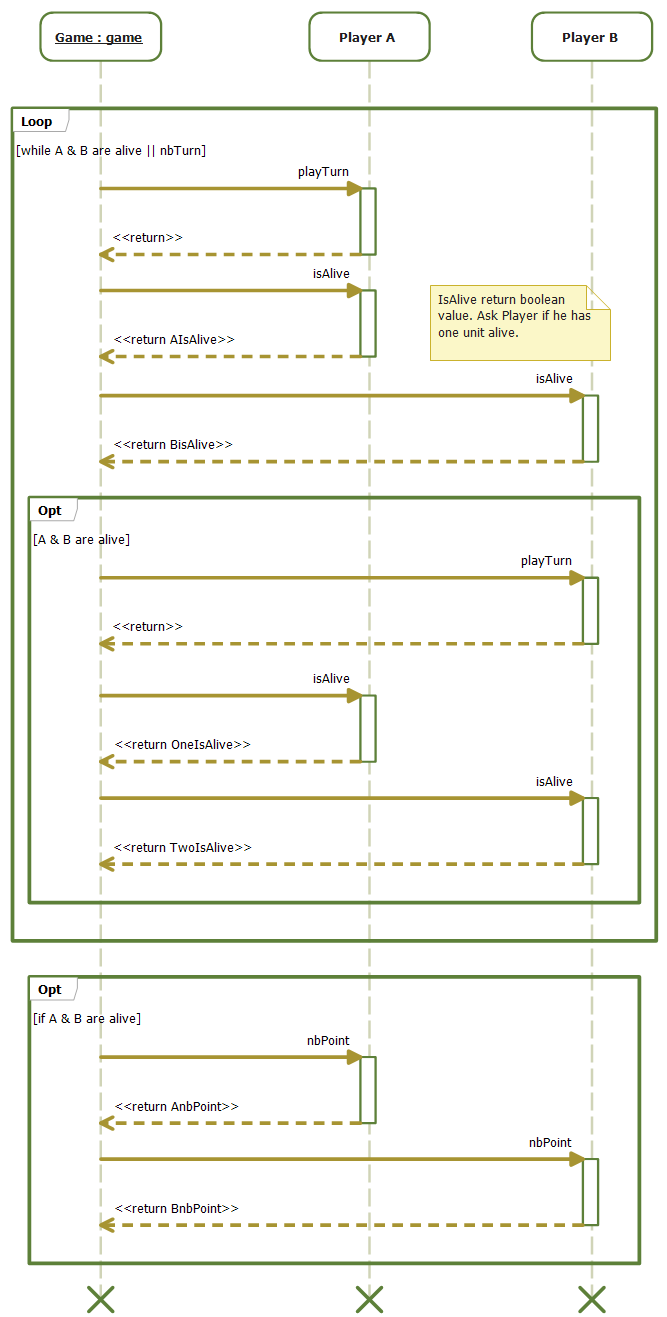 Game : game
Player A
Player B
Loop
[while A & B are alive || nbTurn]
playTurn
<<return>>
isAlive
<<return AIsAlive>>
IsAlive return boolean
value. Ask Player if he has
one unit alive.
isAlive
<<return BisAlive>>
Opt
[A & B are alive]
playTurn
<<return>>
isAlive
<<return OneIsAlive>>
isAlive
<<return TwoIsAlive>>
Opt
[if A & B are alive]
nbPoint
<<return AnbPoint>>
nbPoint
<<return BnbPoint>>